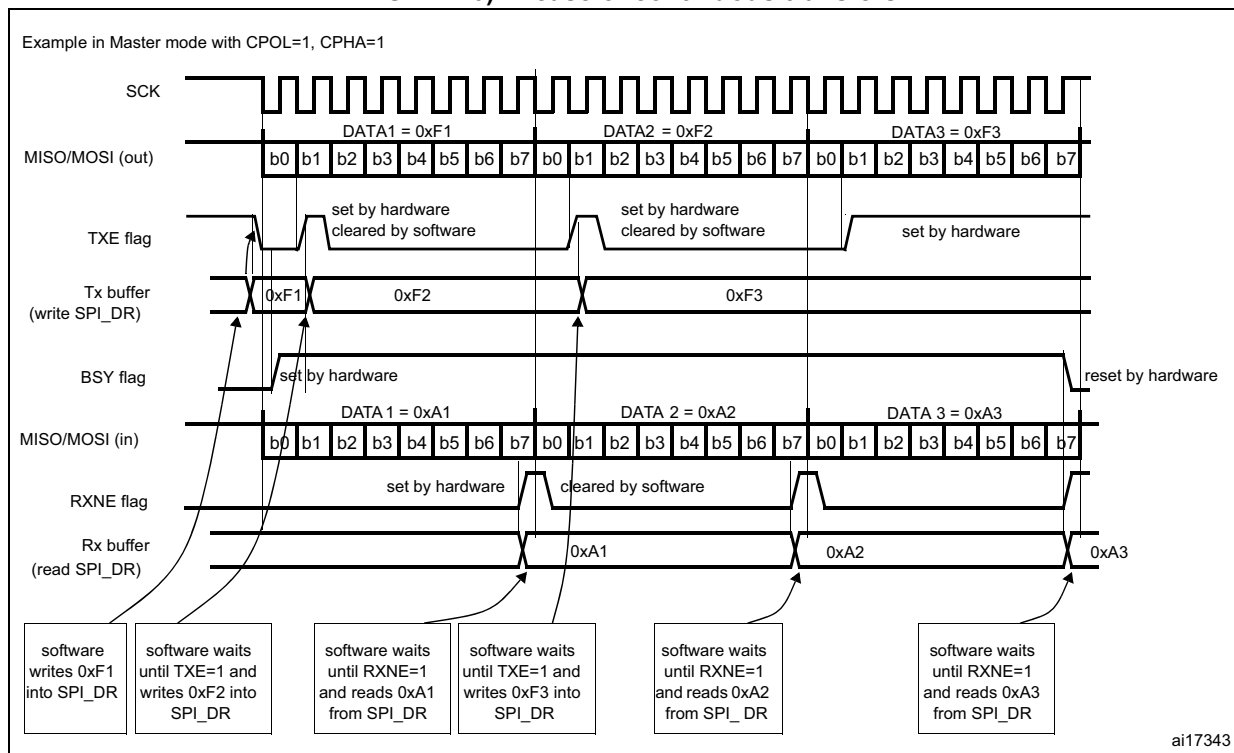 Example in Master mode with CPOL=1, CPHA=1
SCK
DATA1 = 0xF1 DATA2 = 0xF2 DATA3 = 0xF3
MISO/MOSI (out) b0 b1 b2 b3 b4 b5 b6 b7 b0 b1 b2 b3 b4 b5 b6 b7 b0 b1 b2 b3 b4 b5 b6 b7
set by hardware set by hardware
cleared by software cleared by software set by hardware
TXE flag
Tx buffer 0xF1 0xF2 0xF3
(write SPI_DR)
BSY flag set by hardware reset by hardware
DATA 1 = 0xA1 DATA 2 = 0xA2 DATA 3 = 0xA3
MISO/MOSI (in) b0 b1 b2 b3 b4 b5 b6 b7 b0 b1 b2 b3 b4 b5 b6 b7 b0 b1 b2 b3 b4 b5 b6 b7
set by hardware cleared by software
RXNE flag
Rx buffer 0xA1 0xA2 0xA3
(read SPI_DR)
software
writes 0xF1
into SPI_DR
software waits
until TXE=1 and
writes 0xF2 into
SPI_DR
software waits
until RXNE=1
and reads 0xA1
from SPI_DR
software waits
until TXE=1 and
writes 0xF3 into
SPI_DR
software waits
until RXNE=1
and reads 0xA2
from SPI_ DR
software waits
until RXNE=1
and reads 0xA3
from SPI_DR
ai17343